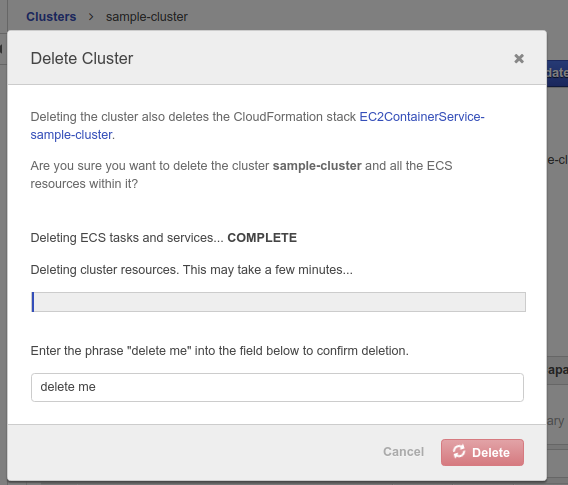 Clusters > sample-cluster
Delete Cluster
×
Deleting the cluster also deletes the CloudFormation stack EC2ContainerService-
sample-cluster.
Are you sure you want to delete the cluster sample-cluster and all the ECS
resources within it?
Deleting ECS tasks and services... COMPLETE
Deleting cluster resources. This may take a few minutes...
Enter the phrase "delete me" into the field below to confirm deletion.
delete me
Cancel Delete
date
e-cl
apa
ary